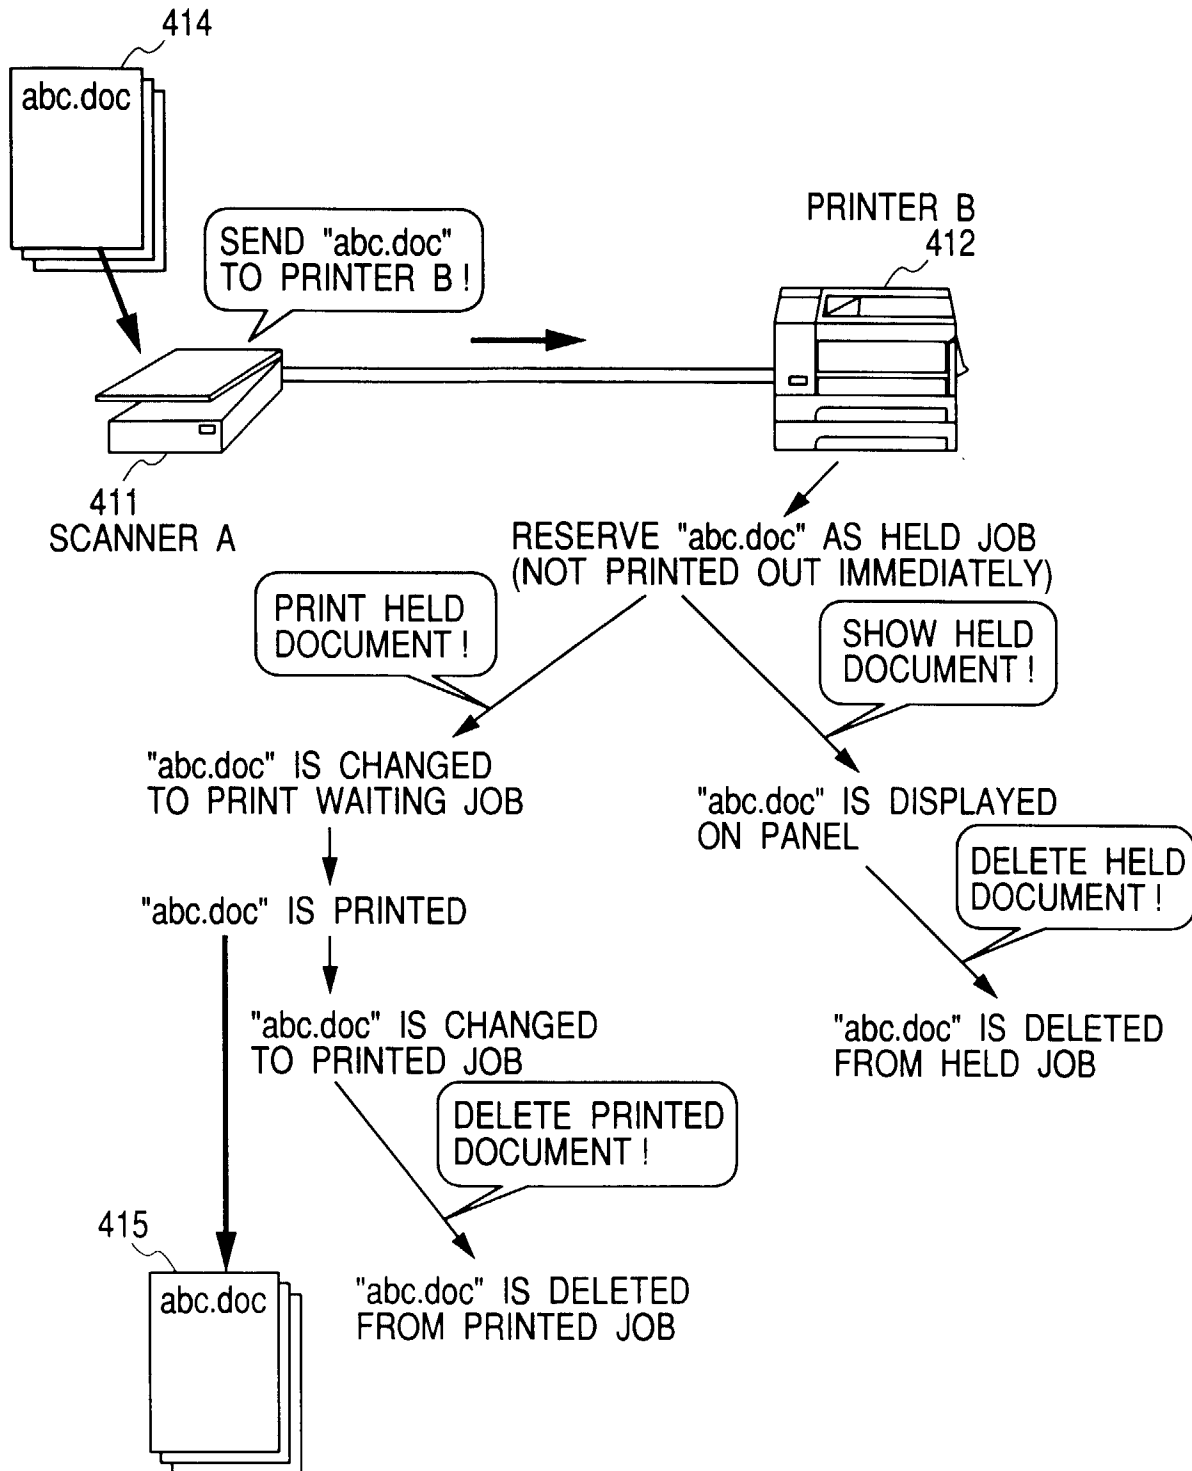 414
abc.doc
SEND "abc.doc"
TO PRINTER B !
PRINTER B
412
411
SCANNER A
RESERVE "abc.doc" AS HELD JOB
(NOT PRINTED OUT IMMEDIATELY)
PRINT HELD
DOCUMENT !
SHOW HELD
DOCUMENT !
"abc.doc" IS CHANGED
TO PRINT WAITING JOB
"abc.doc" IS DISPLAYED
ON PANEL
DELETE HELD
DOCUMENT !
"abc.doc" IS PRINTED
"abc.doc" IS CHANGED
TO PRINTED JOB
"abc.doc" IS DELETED
FROM HELD JOB
DELETE PRINTED
DOCUMENT !
415
abc.doc
"abc.doc" IS DELETED
FROM PRINTED JOB